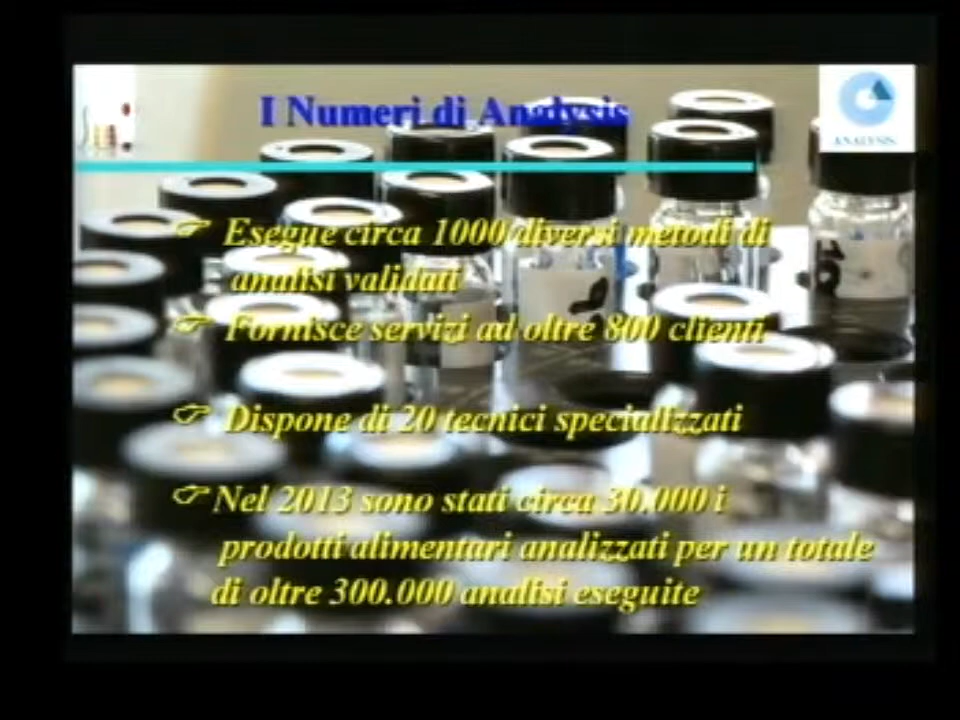 I Numeri di Analysis
ANALYSIS
Esegue circa 1000 diversi metodi di
analisi validati
Fornisce servizi ad oltre 800 clienti
Dispone di 20 tecnici specializzati
Nel 2013 sono stati circa 30.000 i
prodotti alimentari analizzati per un totale
di oltre 300.000 analisi eseguite